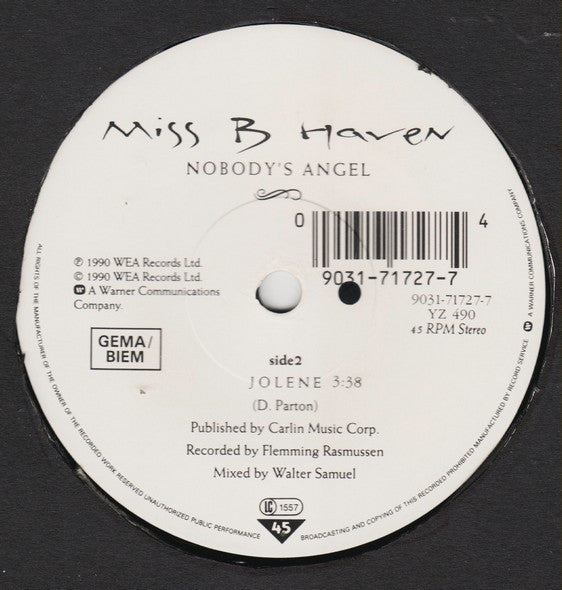 Miss B Haven
NOBODY'S ANGEL
0 4
9031-71727-7
℗ 1990 WEA Records Ltd.
© 1990 WEA Records Ltd.
A Warner Communications
Company.
9031-71727-7
YZ 490
45 RPM Stereo
GEMA/
BIEM
side2
JOLENE 3:38
(D. Parton)
Published by Carlin Music Corp.
Recorded by Flemming Rasmussen
Mixed by Walter Samuel
LC 1557
45
ALL RIGHTS OF THE MANUFACTURER OF THE OWNER OF THE RECORDED WORK RESERVED UNAUTHORIZED PUBLIC PERFORMANCE BROADCASTING AND COPYING OF THIS RECORD PROHIBITED MANUFACTURED BY RECORD SERVICE A WARNER COMMUNICATIONS COMPANY